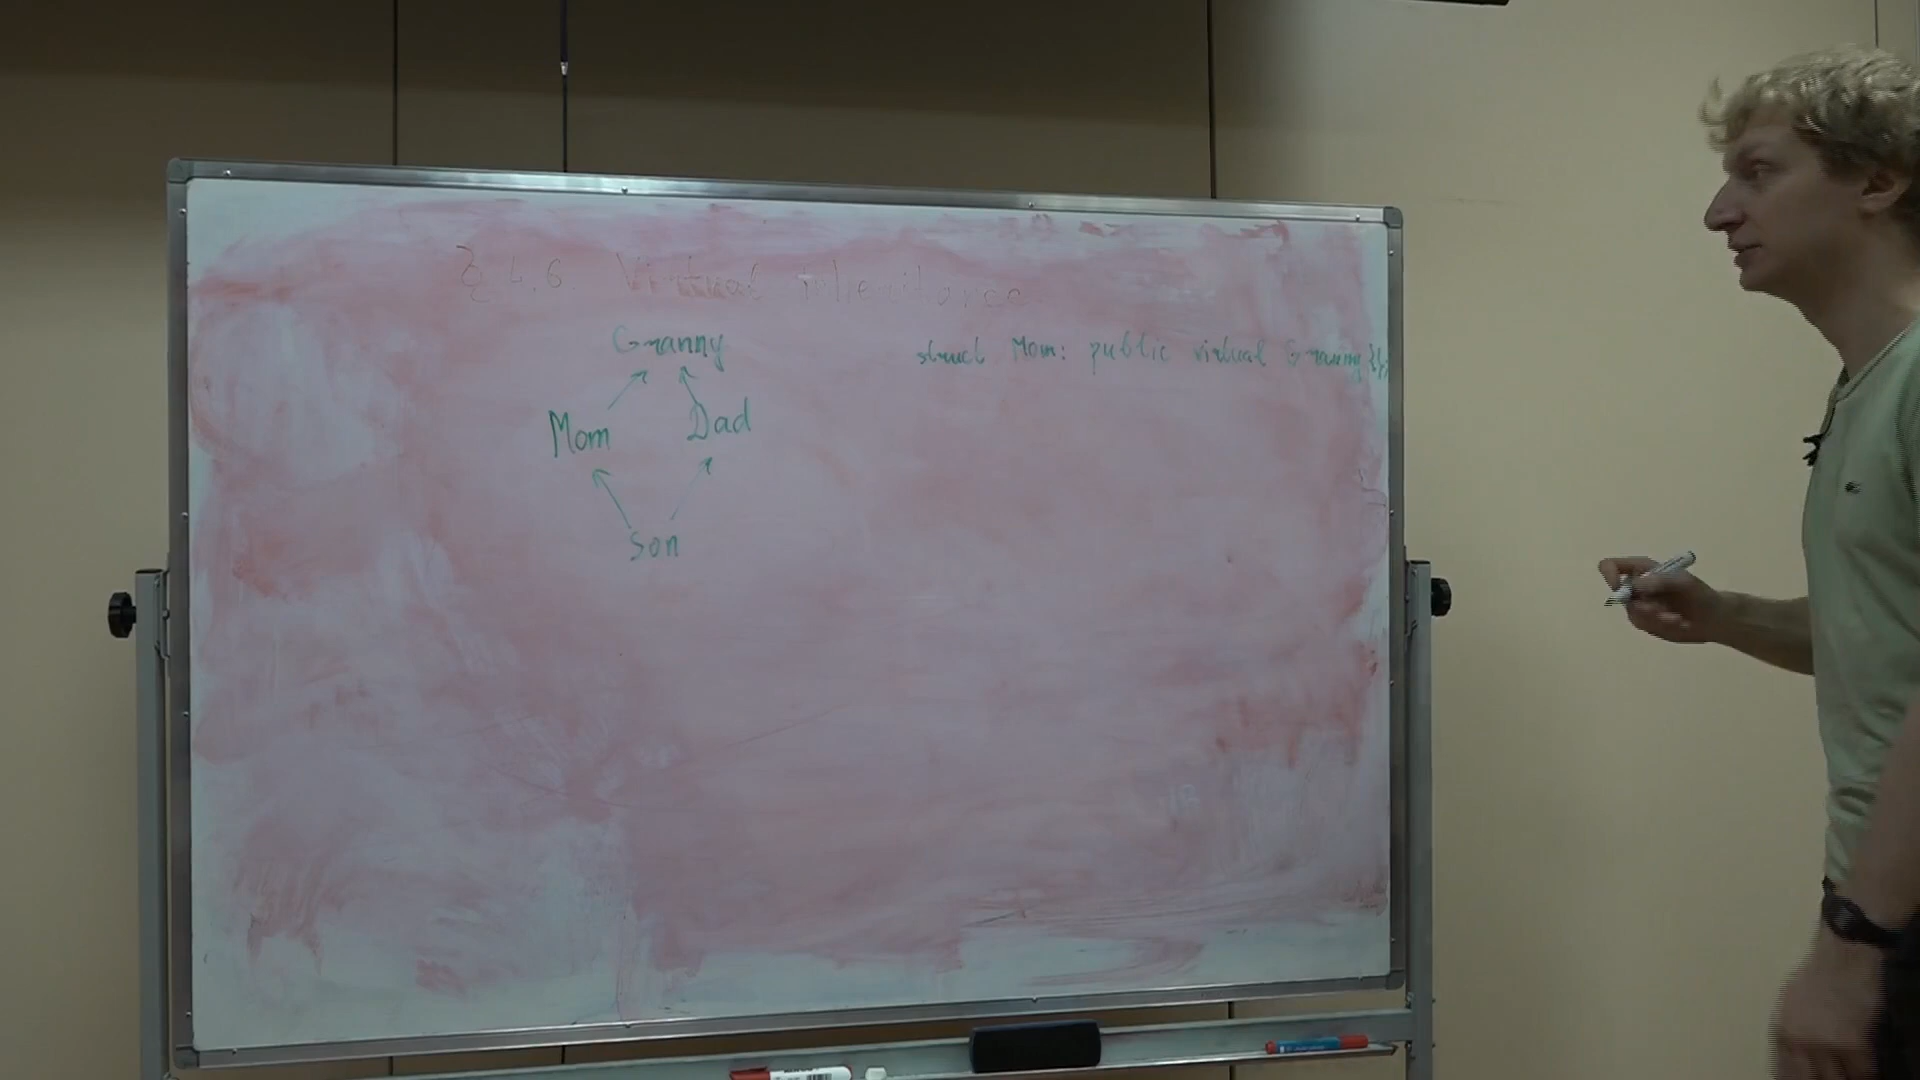 § 4.6. Virtual inheritance.
Granny
struct Mom: public virtual Granny {};
Mom Dad
Son